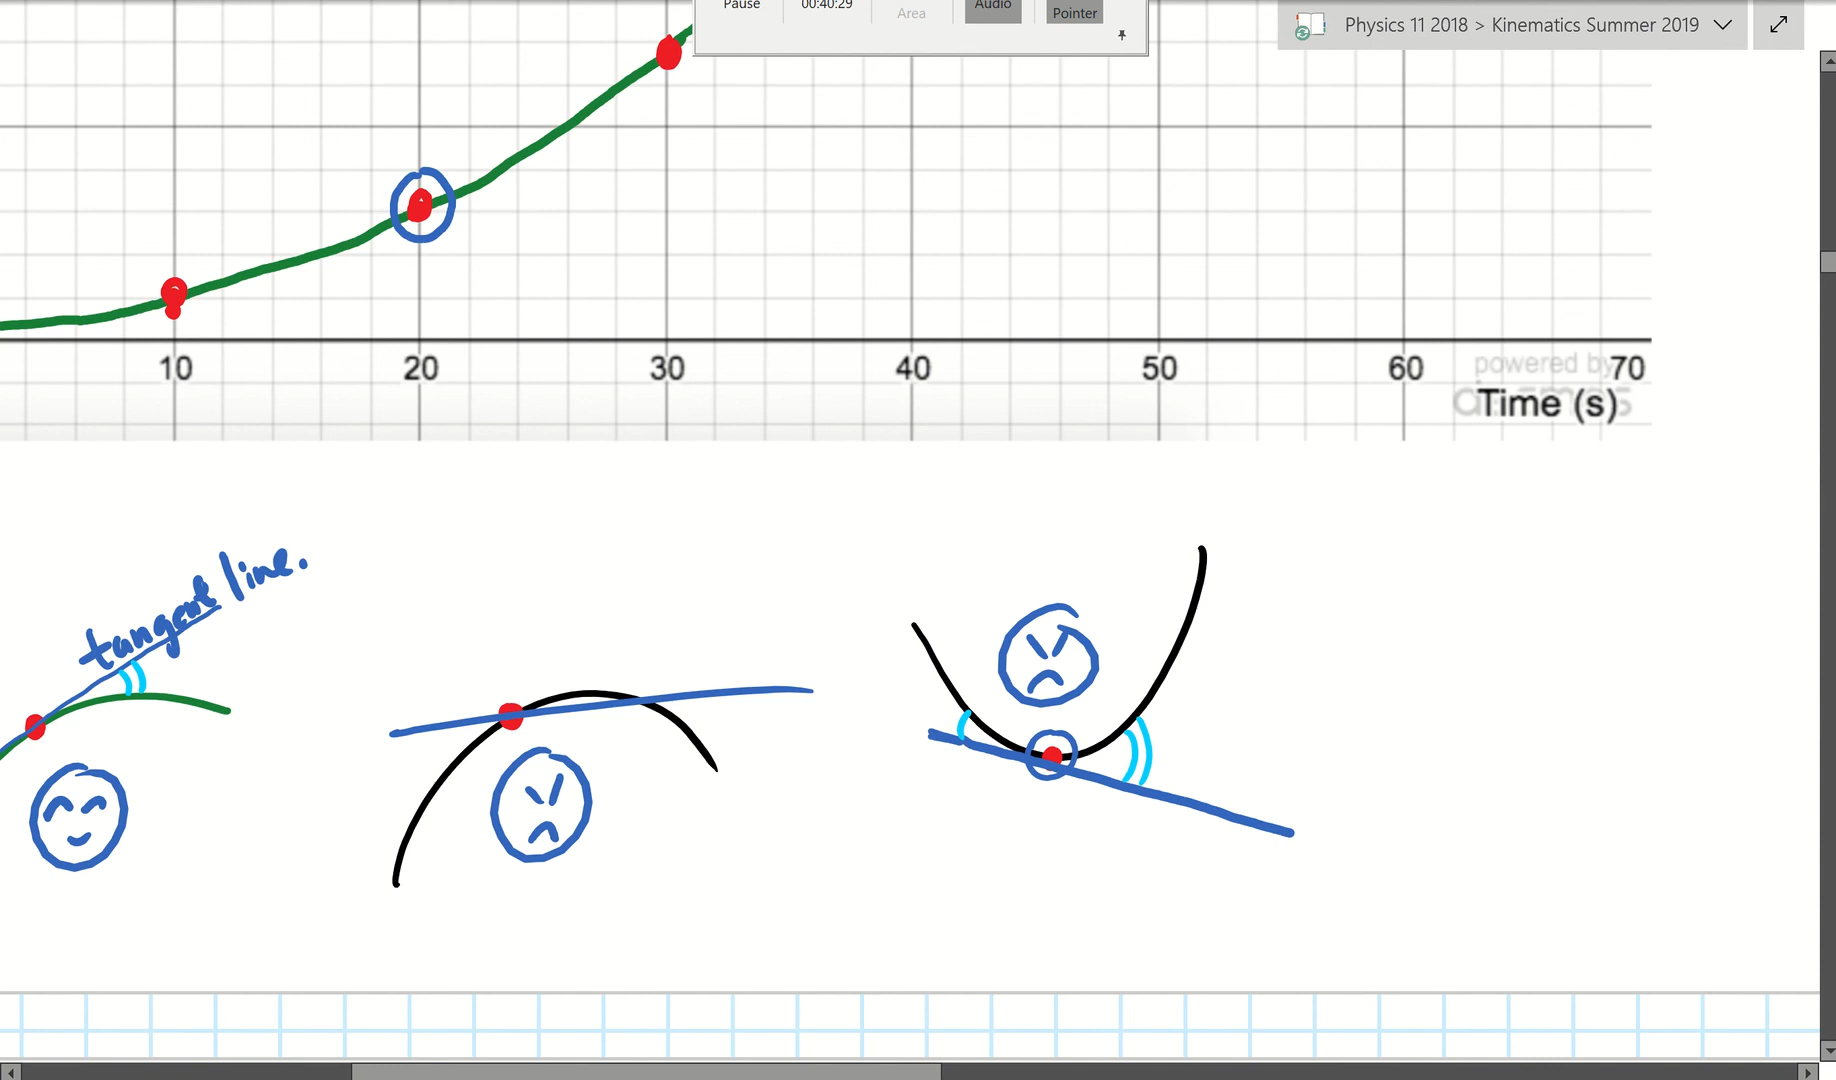 Pause 00:40:29 Area Audio Pointer
Physics 11 2018 > Kinematics Summer 2019
10 20 30 40 50 60 70
powered by
Time (s)
tangent line.